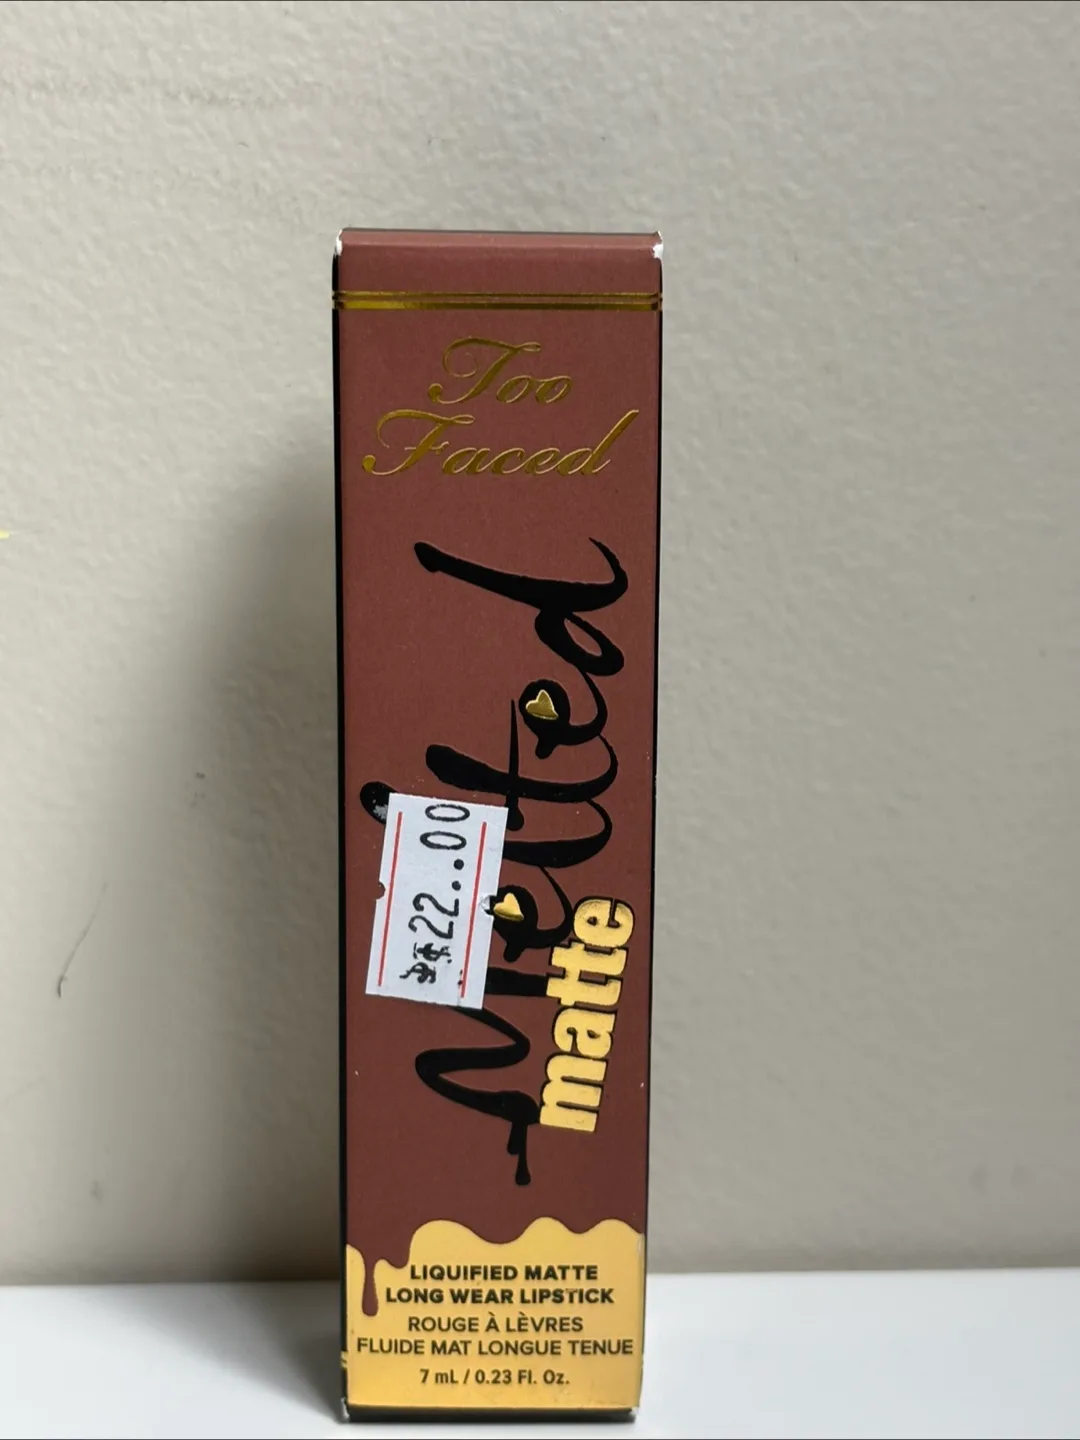 Too
Faced
Melted
matte
$22..00
LIQUIFIED MATTE
LONG WEAR LIPSTICK
ROUGE À LÈVRES
FLUIDE MAT LONGUE TENUE
7 mL / 0.23 Fl. Oz.